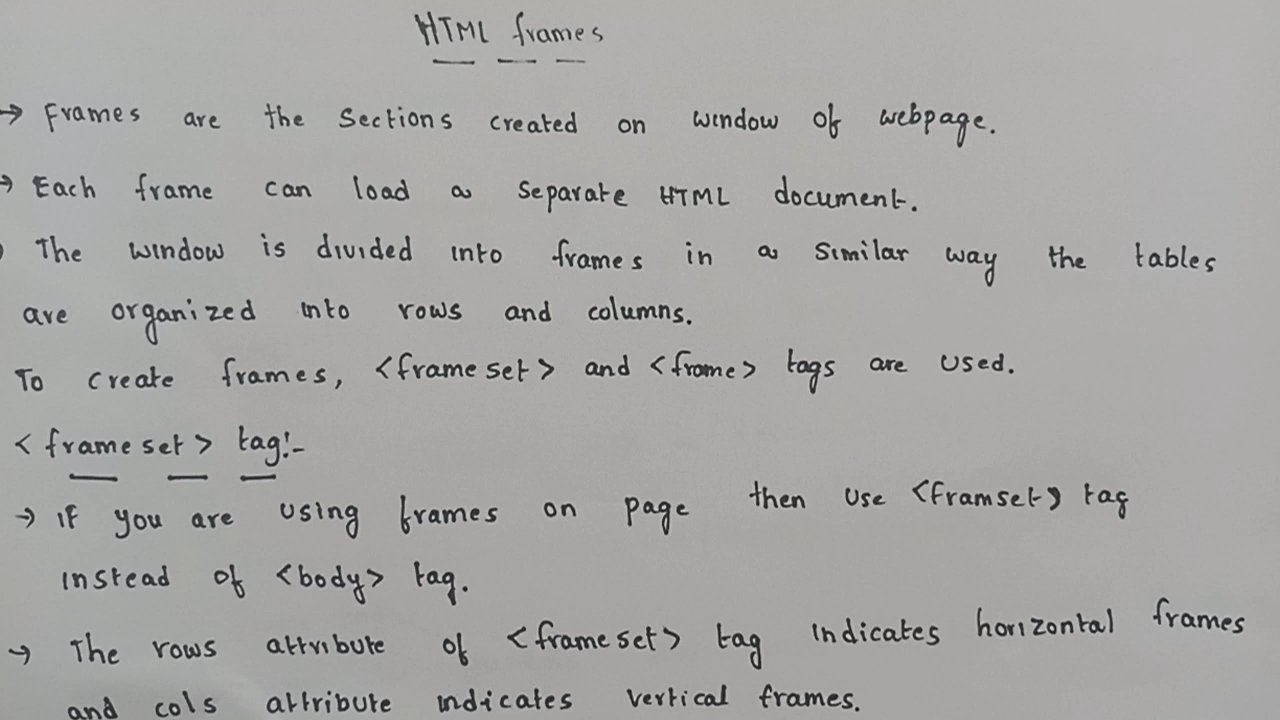 HTML frames
→ Frames are the Sections created on window of webpage.
→ Each frame can load a separate HTML document.
The window is divided into frames in a similar way the tables
are organized into rows and columns.
To create frames, <frameset> and <frame> tags are used.
<frameset> tag:-
→ If you are using frames on page then use <framset> tag
instead of <body> tag.
→ The rows attribute of <frameset> tag indicates horizontal frames
and cols attribute indicates vertical frames.